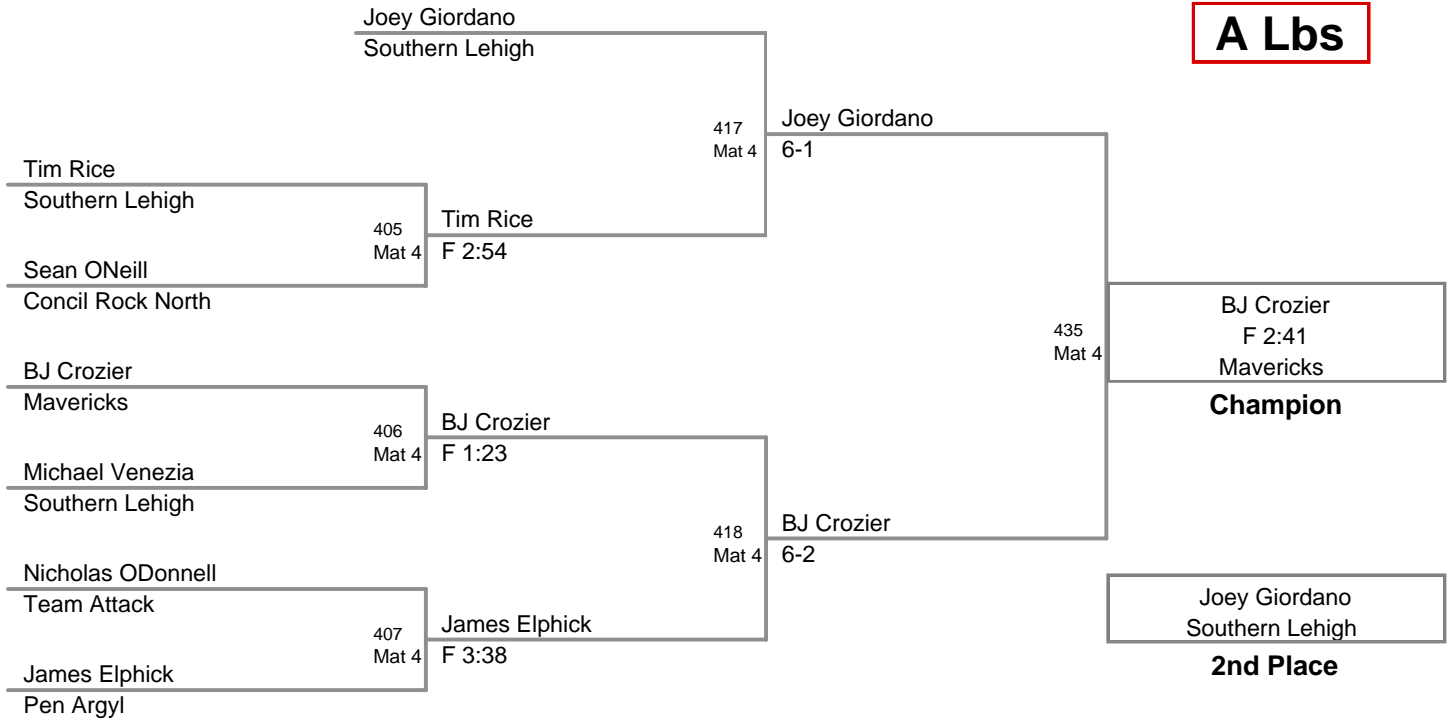 Joey Giordano
Southern Lehigh
A Lbs
417
Mat 4
Joey Giordano
6-1
Tim Rice
Southern Lehigh
405
Mat 4
Tim Rice
F 2:54
Sean ONeill
Concil Rock North
435
Mat 4
BJ Crozier
F 2:41
Mavericks
Champion
BJ Crozier
Mavericks
406
Mat 4
BJ Crozier
F 1:23
Michael Venezia
Southern Lehigh
418
Mat 4
BJ Crozier
6-2
Nicholas ODonnell
Team Attack
407
Mat 4
James Elphick
F 3:38
James Elphick
Pen Argyl
Joey Giordano
Southern Lehigh
2nd Place